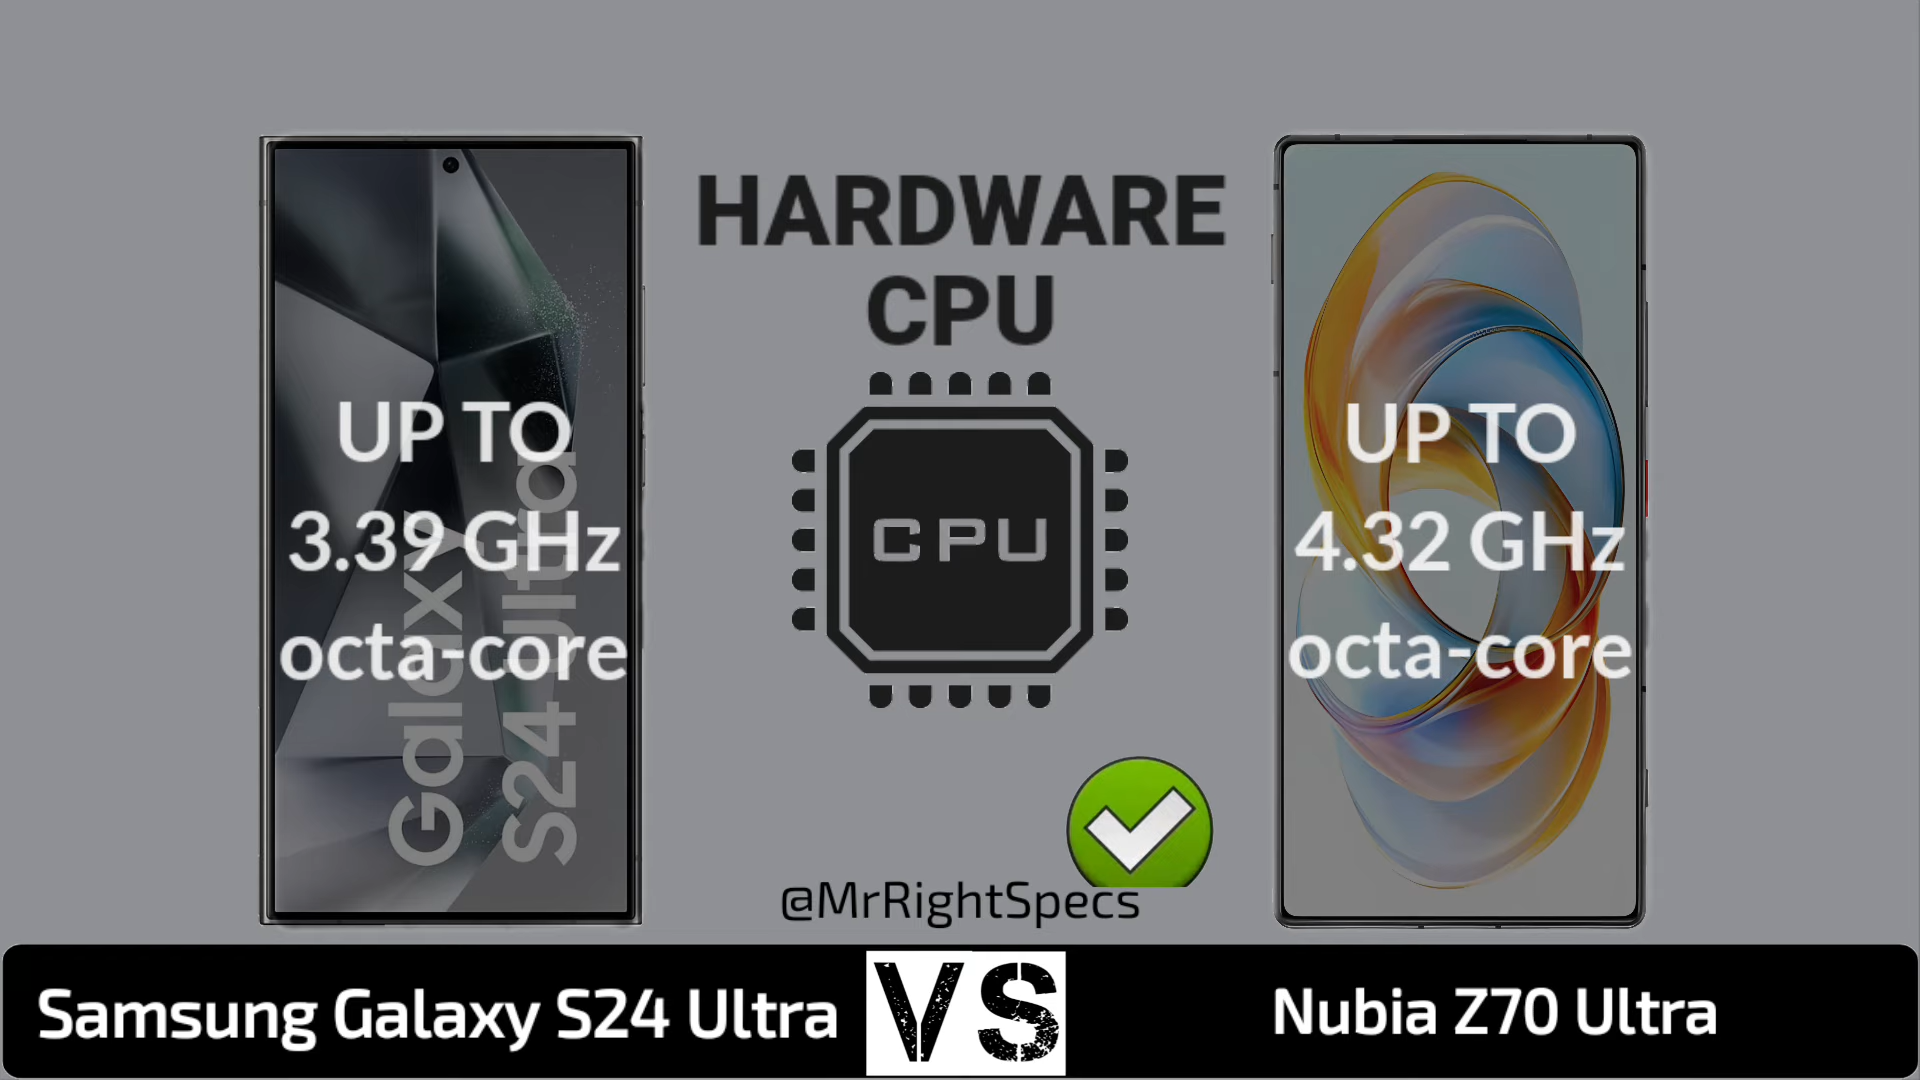 HARDWARE
CPU
UP TO
3.39 GHz
octa-core
Galaxy
S24 Ultra
CPU
UP TO
4.32 GHz
octa-core
@MrRightSpecs
Samsung Galaxy S24 Ultra
VS
Nubia Z70 Ultra